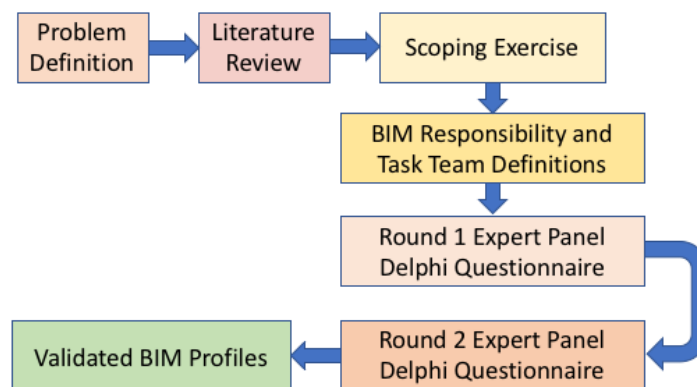 Problem
Definition
Literature
Review
Scoping Exercise
BIM Responsibility and
Task Team Definitions
Round 1 Expert Panel
Delphi Questionnaire
Round 2 Expert Panel
Delphi Questionnaire
Validated BIM Profiles